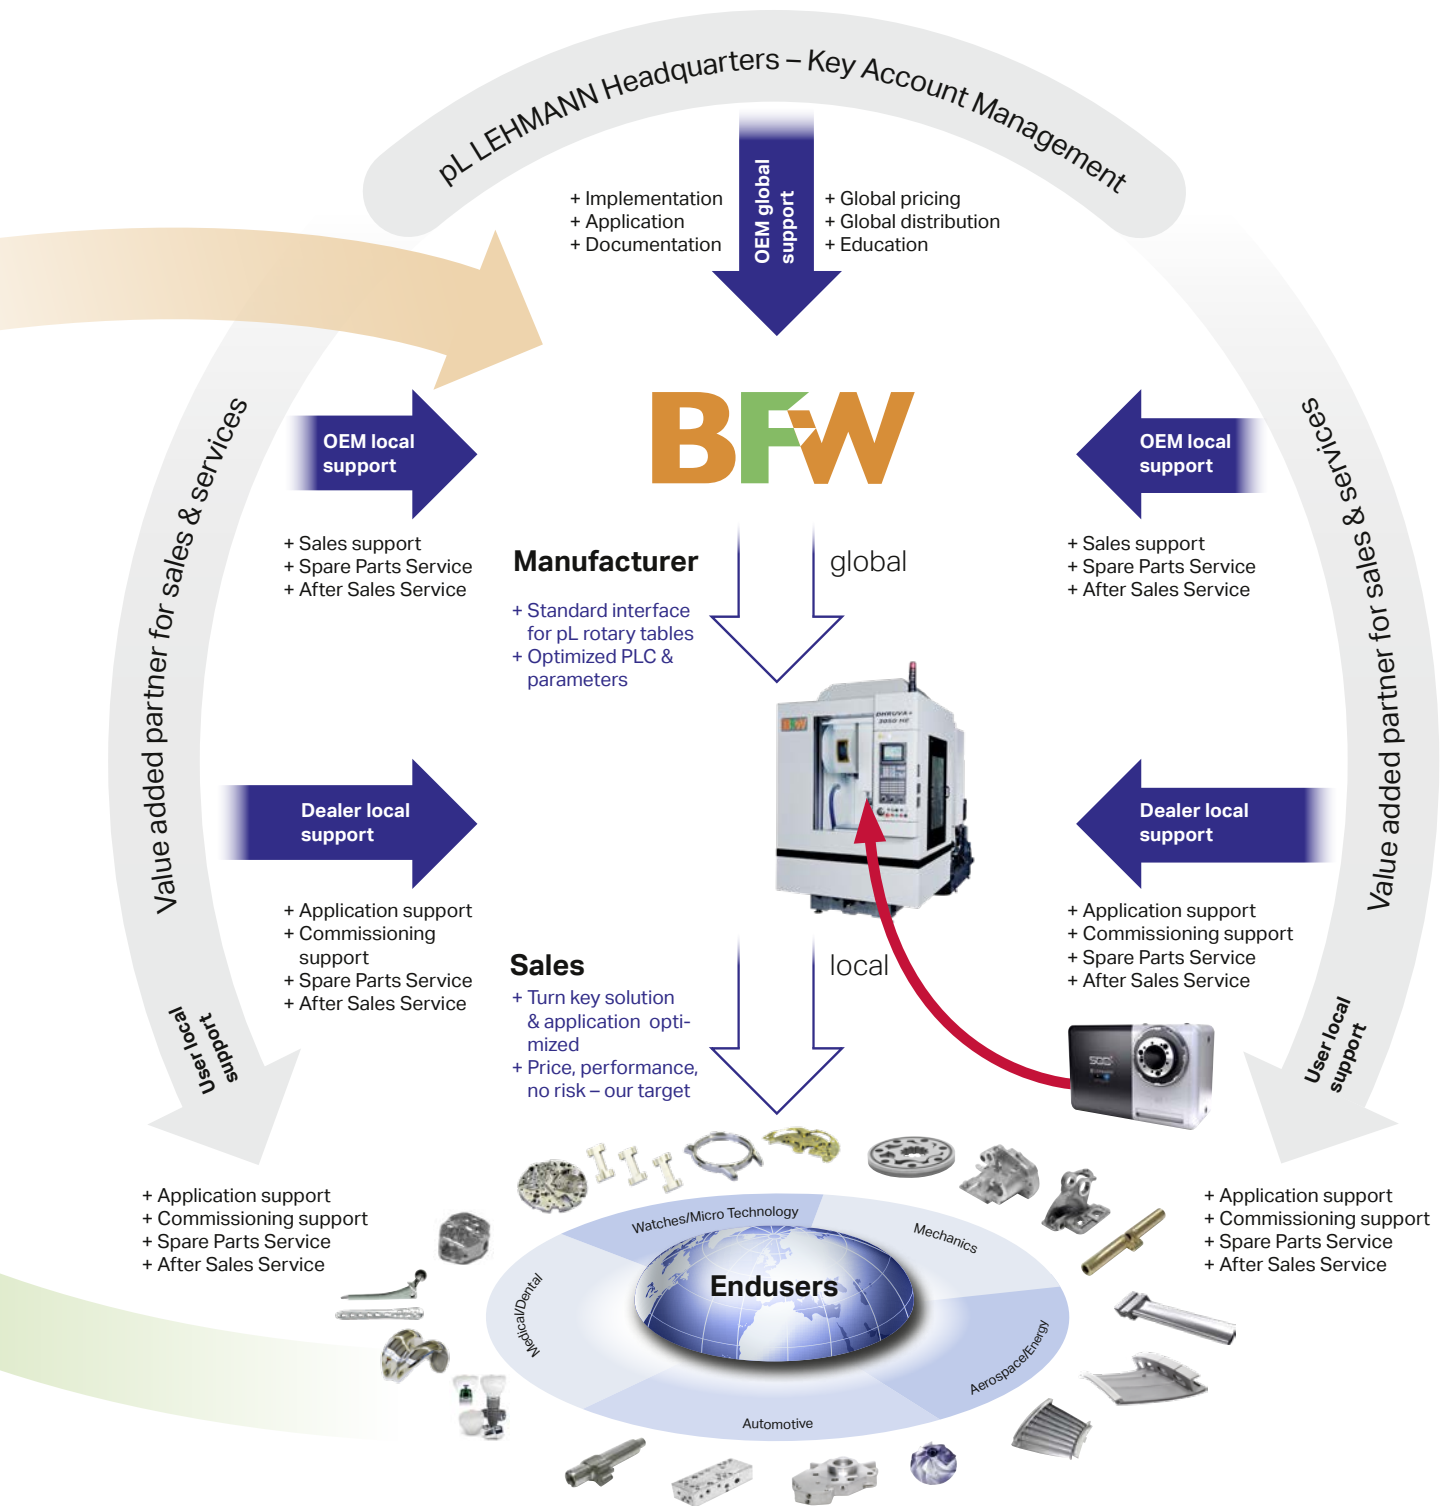 pL LEHMANN Headquarters – Key Account Management
+ Implementation
+ Application
+ Documentation
OEM global
support
+ Global pricing
+ Global distribution
+ Education
BFW
Value added partner for sales & services
OEM local
support
+ Sales support
+ Spare Parts Service
+ After Sales Service
Manufacturer
global
+ Standard interface
for pL rotary tables
+ Optimized PLC &
parameters
OEM local
support
+ Sales support
+ Spare Parts Service
+ After Sales Service
Value added partner for sales & services
BFW
DHRUVA+
3050 HE
Dealer local
support
+ Application support
+ Commissioning
support
+ Spare Parts Service
+ After Sales Service
Dealer local
support
+ Application support
+ Commissioning support
+ Spare Parts Service
+ After Sales Service
Sales
local
+ Turn key solution
& application opti-
mized
+ Price, performance,
no risk – our target
User local
support
User local
support
+ Application support
+ Commissioning support
+ Spare Parts Service
+ After Sales Service
+ Application support
+ Commissioning support
+ Spare Parts Service
+ After Sales Service
Watches/Micro Technology
Mechanics
Endusers
Medical/Dental
Aerospace/Energy
Automotive